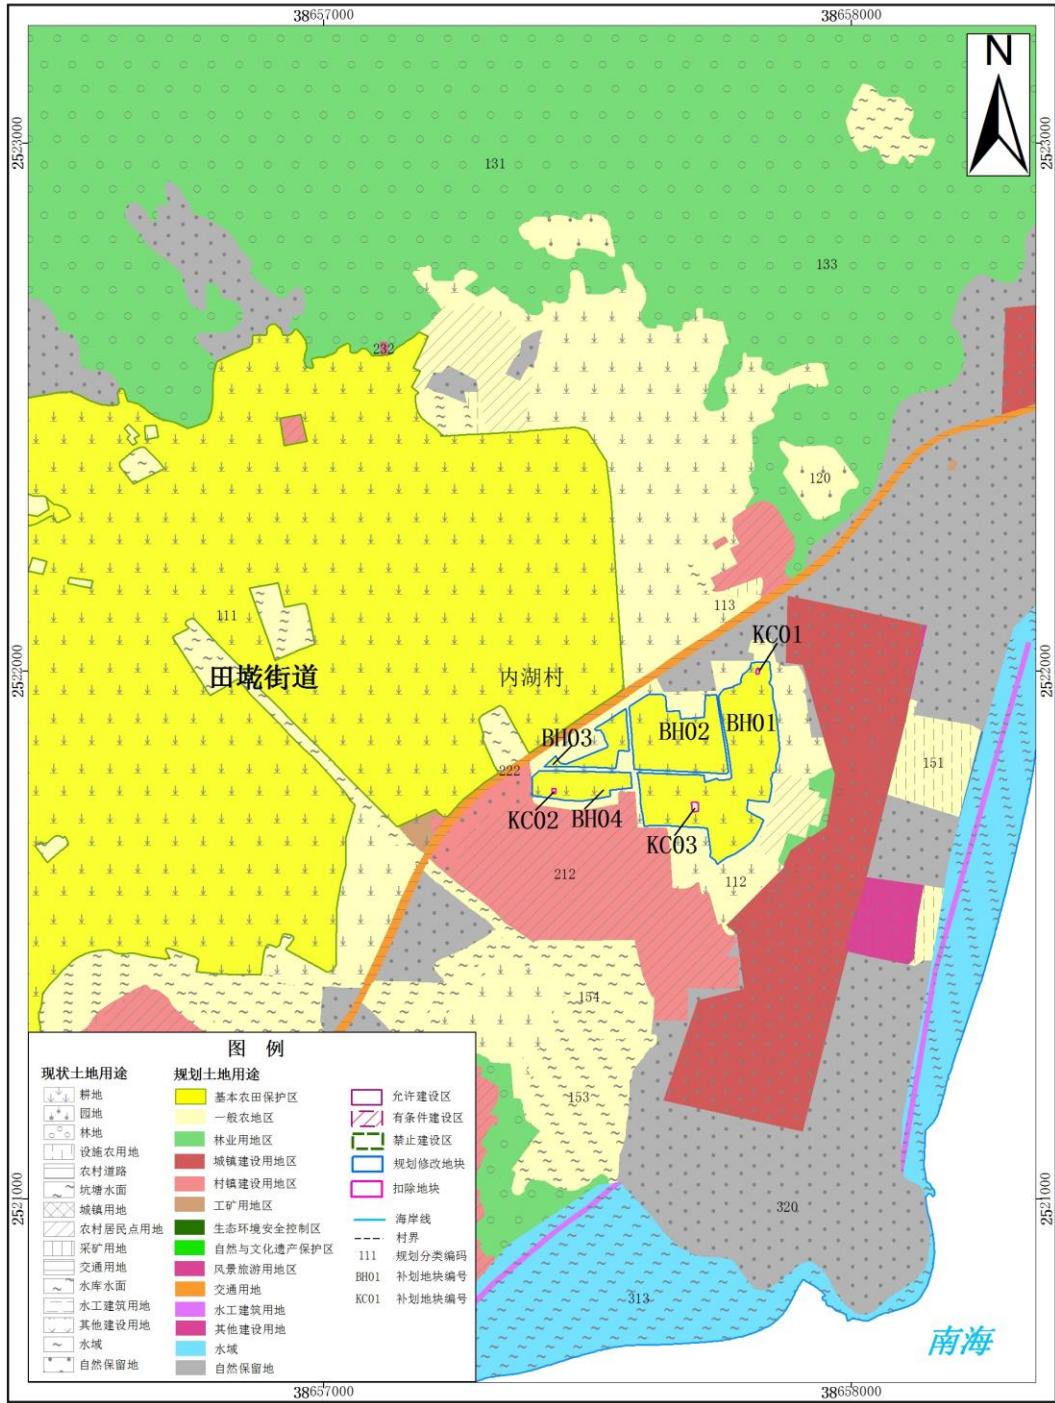 38657000
38658000
N
2523000
2523000
131
133
232
120
111
113
KC01
2522000
田墘街道
内湖村
2522000
BH03
BH02
BH01
222
151
KC02
BH04
KC03
212
112
154
153
2521000
320
2521000
313
南海
图 例
现状土地用途
耕地
园地
林地
设施农用地
农村道路
坑塘水面
城镇用地
农村居民点用地
采矿用地
交通用地
水库水面
水工建筑用地
其他建设用地
水域
自然保留地
规划土地用途
基本农田保护区
一般农地区
林业用地区
城镇建设用地区
村镇建设用地区
工矿用地区
生态环境安全控制区
自然与文化遗产保护区
风景旅游用地区
交通用地
水工建筑用地
其他建设用地
水域
自然保留地
允许建设区
有条件建设区
禁止建设区
规划修改地块
扣除地块
海岸线
村界
111 规划分类编码
BH01 补划地块编号
KC01 补划地块编号
38657000
38658000